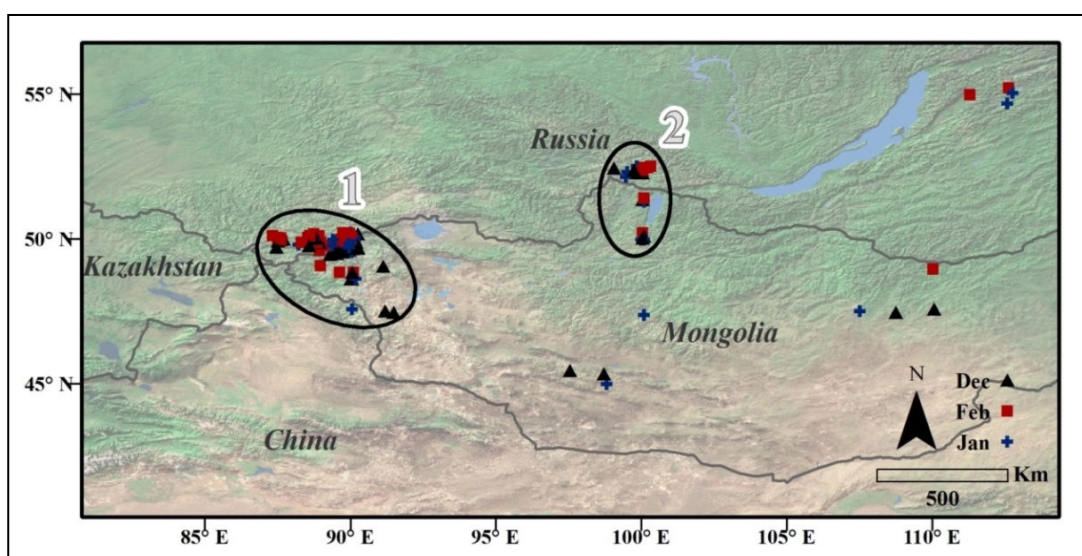 55° N
2
Russia
1
50° N
Kazakhstan
Mongolia
45° N
N
Dec
Feb
China
Jan
Km
500
85° E
90° E
95° E
100° E
105° E
110° E